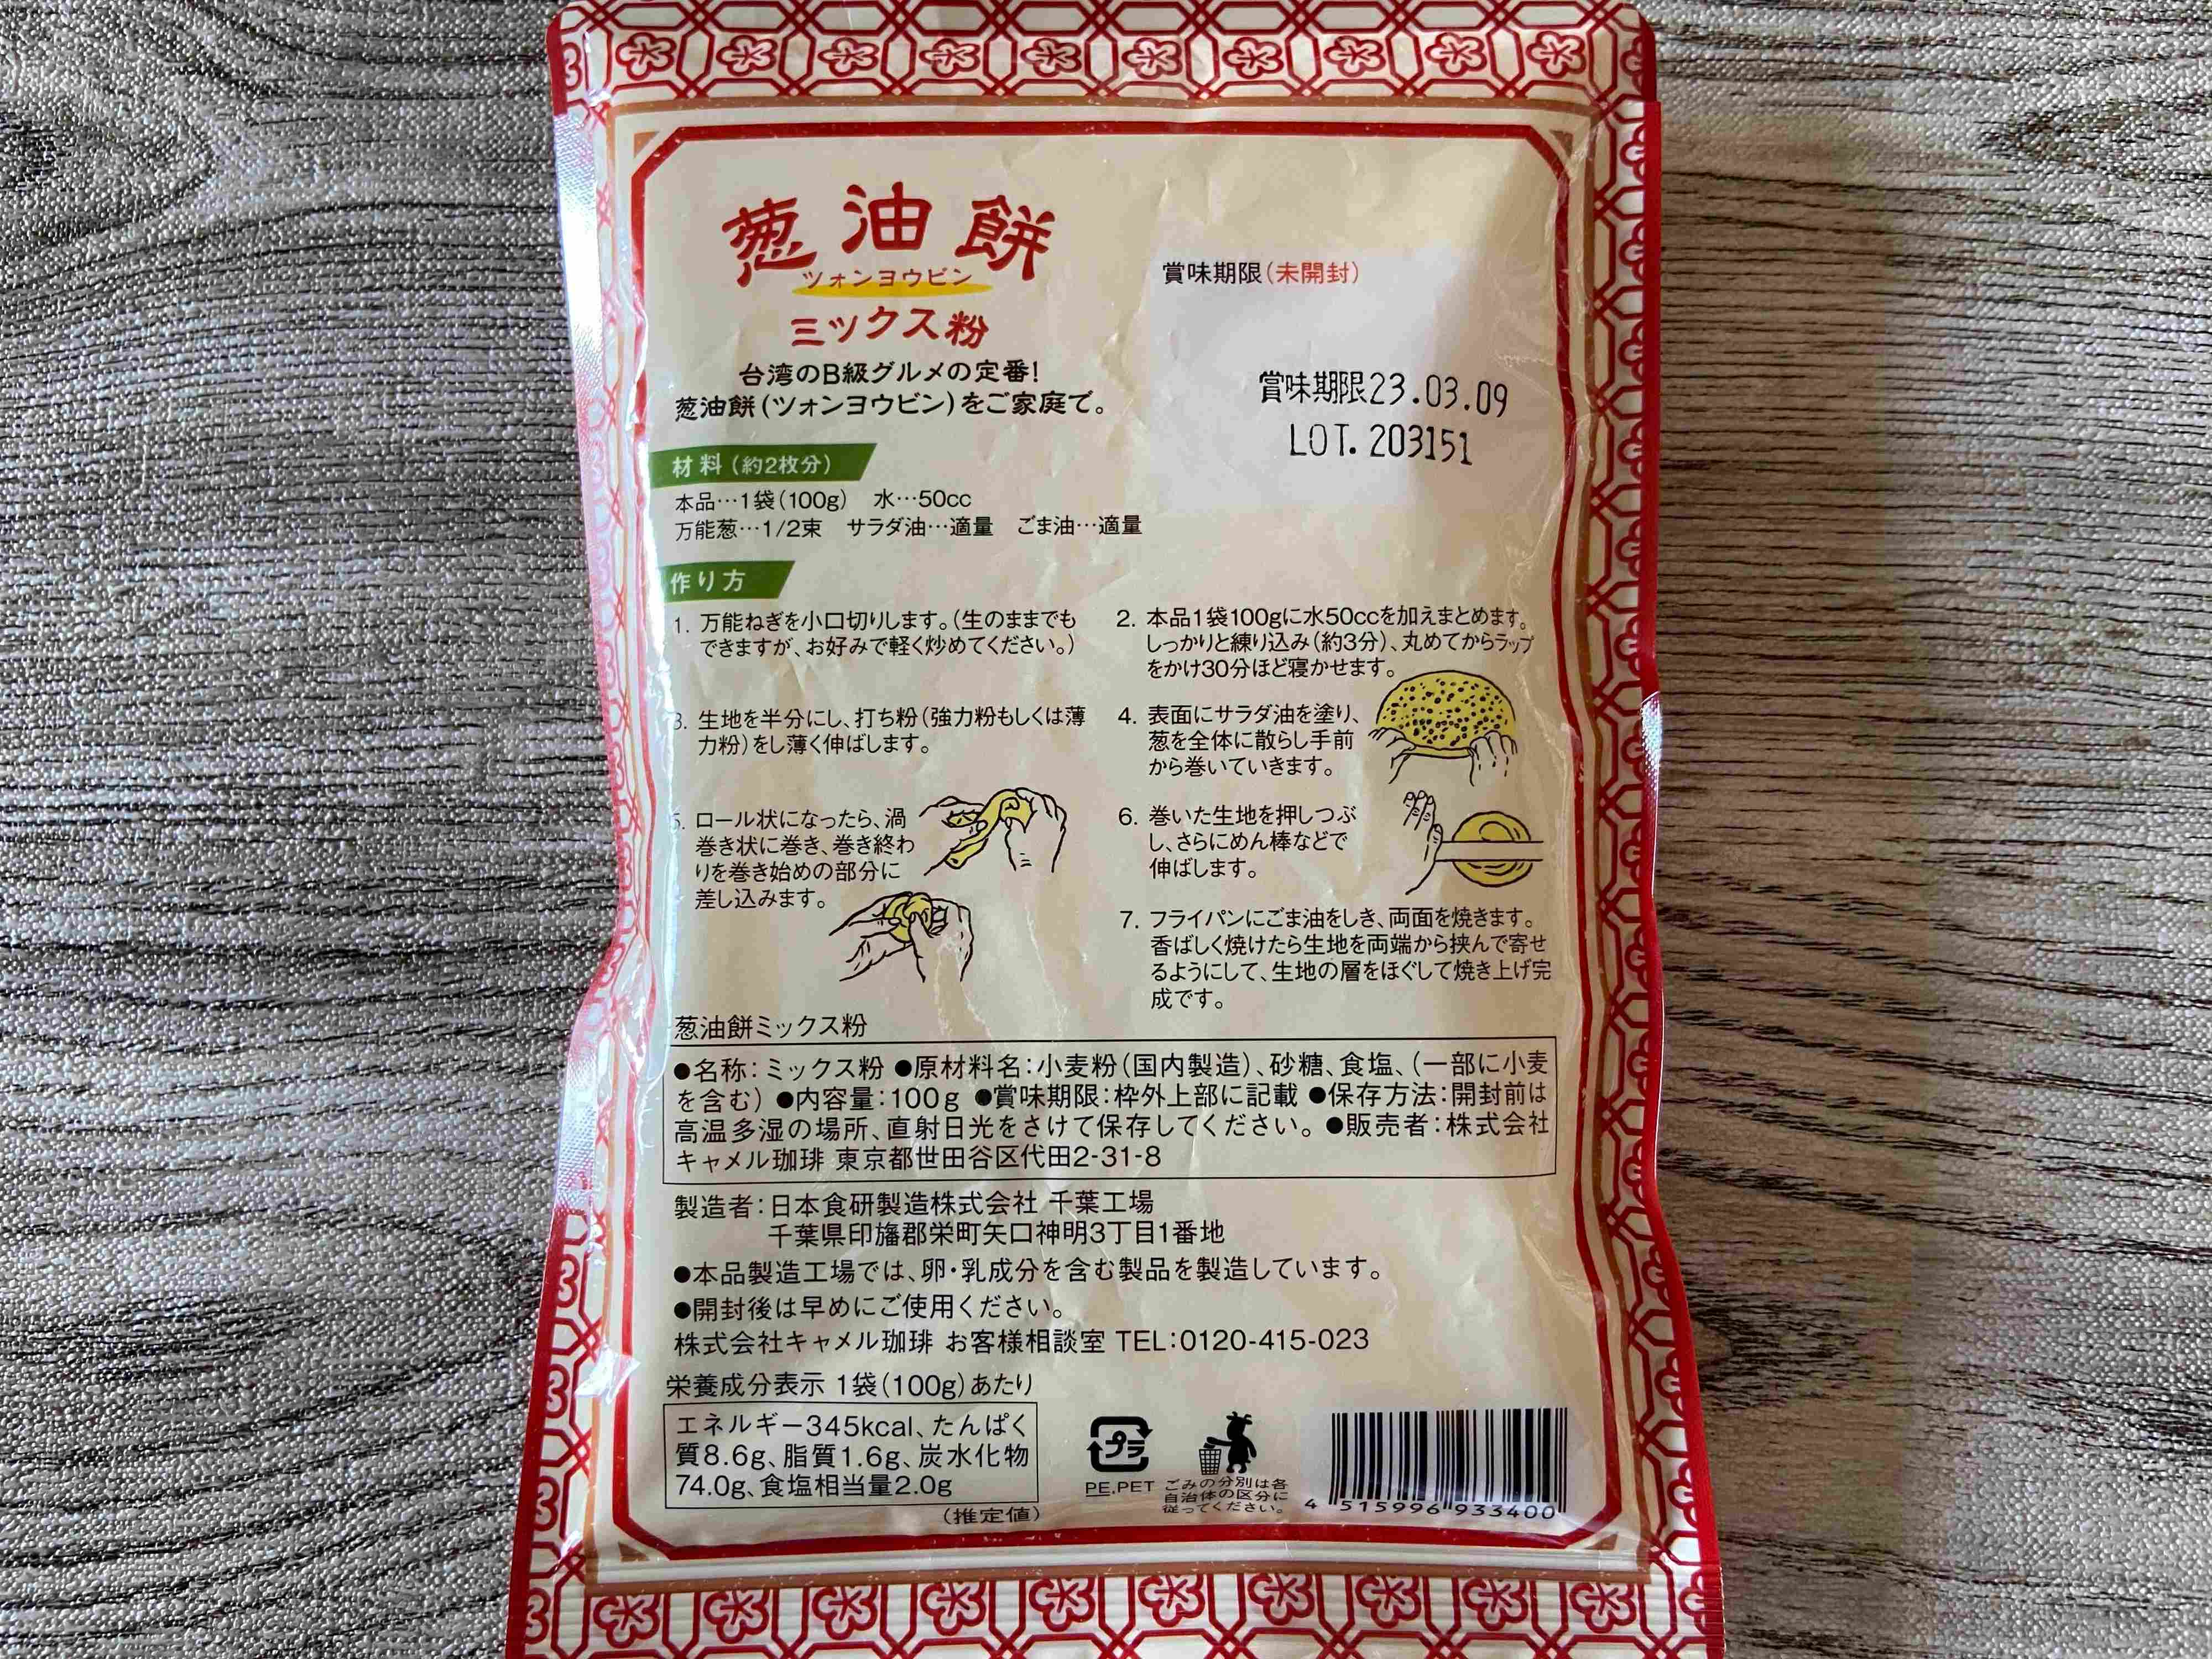 葱油餅
ツォンヨウビン
ミックス粉
台湾のB級グルメの定番!
葱油餅(ツォンヨウビン)をご家庭で。
賞味期限(未開封)
賞味期限23.03.09
LOT. 203151
材料(約2枚分)
本品…1袋(100g) 水…50cc
万能葱…1/2束 サラダ油…適量 ごま油…適量
作り方
1. 万能ねぎを小口切りします。(生のままでも
できますが、お好みで軽く炒めてください。)
2. 本品1袋100gに水50ccを加えまとめます。
しっかりと練り込み(約3分)、丸めてからラップ
をかけ30分ほど寝かせます。
3. 生地を半分にし、打ち粉(強力粉もしくは薄
力粉)をし薄く伸ばします。
4. 表面にサラダ油を塗り、
葱を全体に散らし手前
から巻いていきます。
5. ロール状になったら、渦
巻き状に巻き、巻き終わ
りを巻き始めの部分に
差し込みます。
6. 巻いた生地を押しつぶ
し、さらにめん棒などで
伸ばします。
7. フライパンにごま油をしき、両面を焼きます。
香ばしく焼けたら生地を両端から挟んで寄せ
るようにして、生地の層をほぐして焼き上げ完
成です。
葱油餅ミックス粉
●名称:ミックス粉 ●原材料名:小麦粉(国内製造)、砂糖、食塩、(一部に小麦
を含む) ●内容量:100g ●賞味期限:枠外上部に記載 ●保存方法:開封前は
高温多湿の場所、直射日光をさけて保存してください。●販売者:株式会社
キャメル珈琲 東京都世田谷区代田2-31-8
製造者:日本食研製造株式会社 千葉工場
千葉県印旛郡栄町矢口神明3丁目1番地
●本品製造工場では、卵・乳成分を含む製品を製造しています。
●開封後は早めにご使用ください。
株式会社キャメル珈琲 お客様相談室 TEL:0120-415-023
栄養成分表示 1袋(100g)あたり
エネルギー345kcal、たんぱく
質8.6g、脂質1.6g、炭水化物
74.0g、食塩相当量2.0g
(推定値)
プラ
PE,PET
ごみの分別は各
自治体の区分に
従ってください。
4 515996 933400